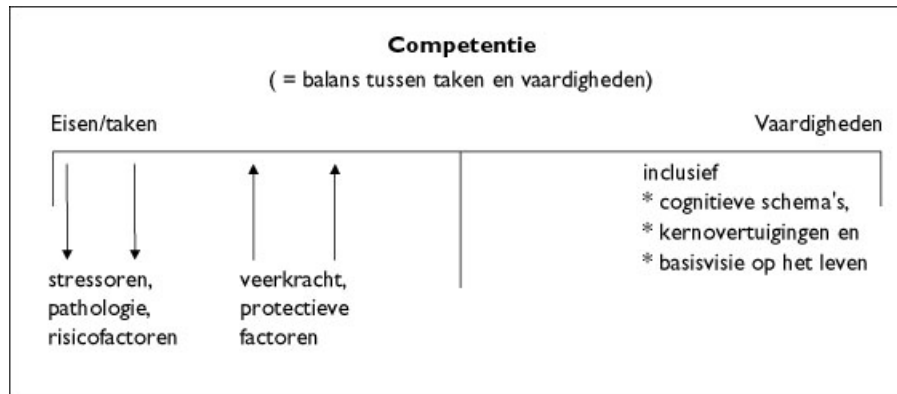 Competentie
( = balans tussen taken en vaardigheden)
Eisen/taken
Vaardigheden
inclusief
* cognitieve schema's,
* kernovertuigingen en
* basisvisie op het leven
stressoren,
pathologie,
risicofactoren
veerkracht,
protectieve
factoren